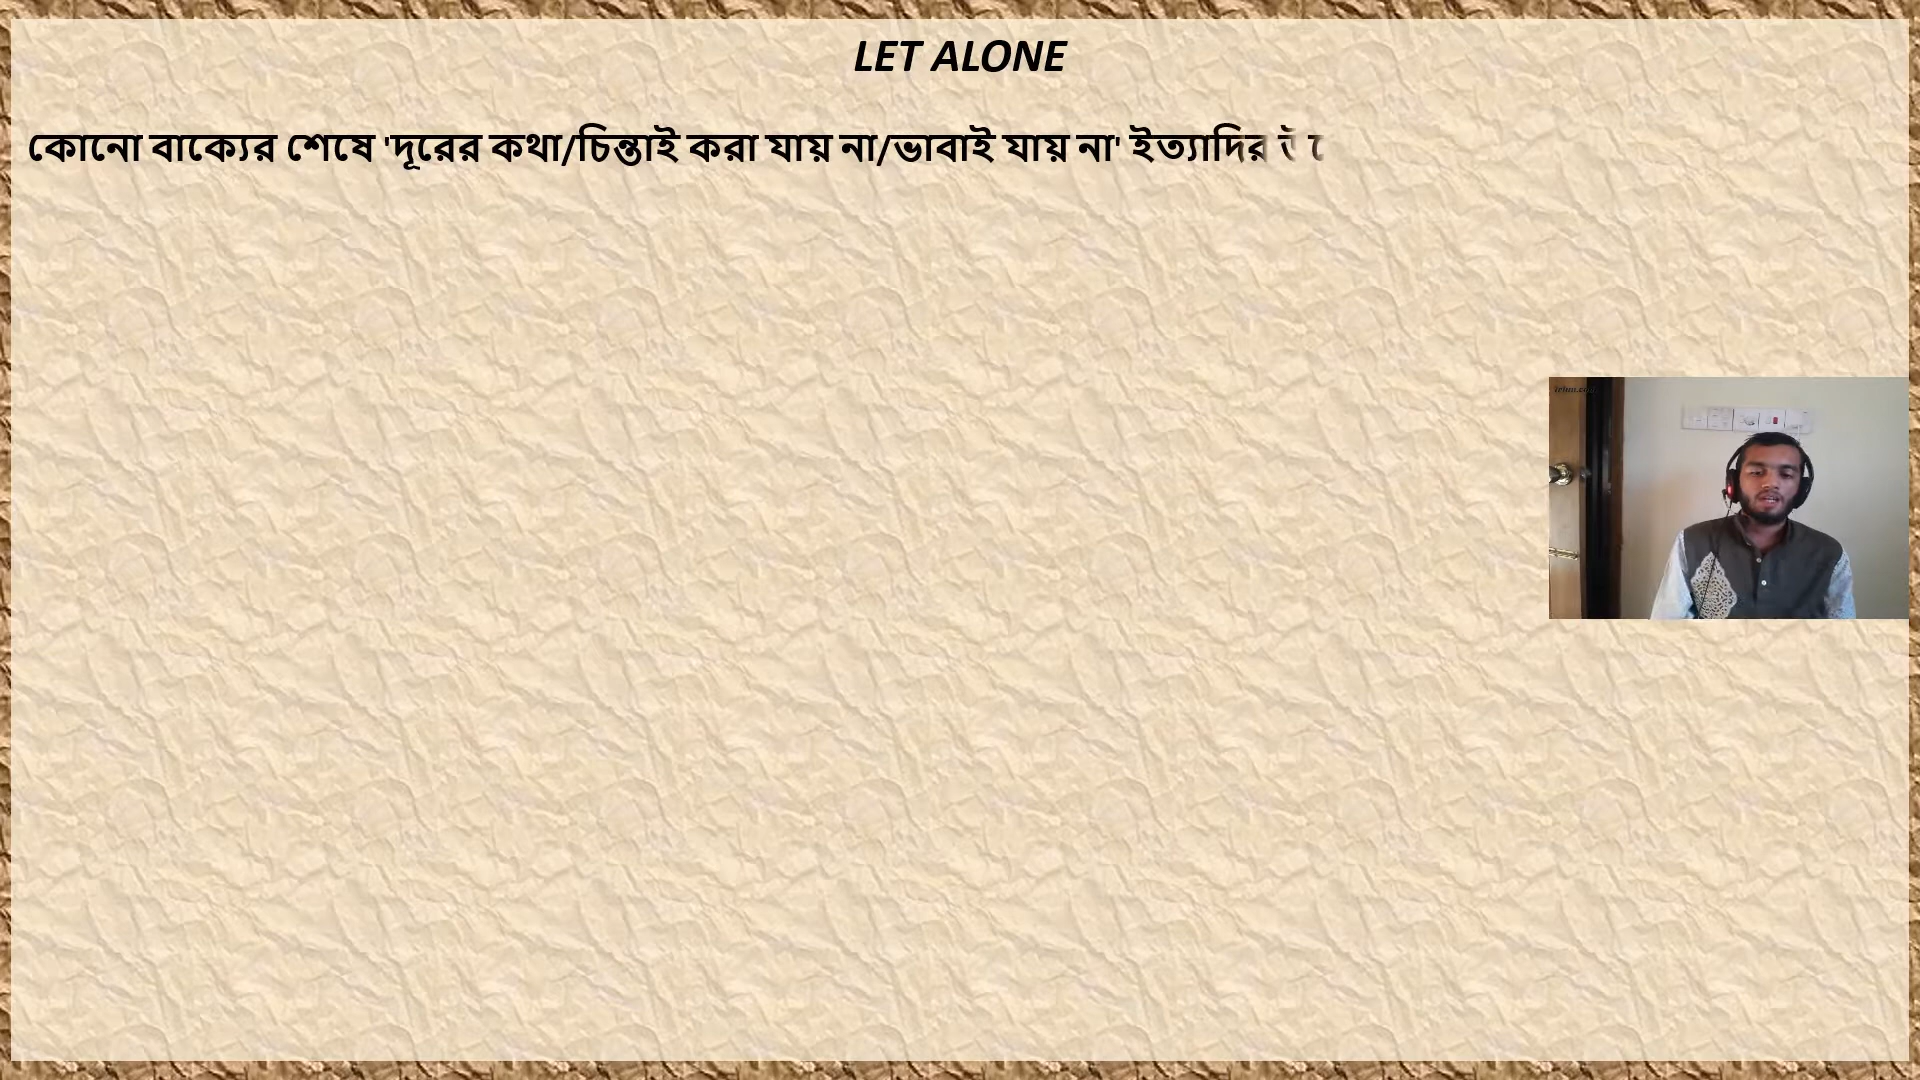 LET ALONE
কোনো বাক্যের শেষে 'দূরের কথা/চিন্তাই করা যায় না/ভাবাই যায় না' ইত্যাদির